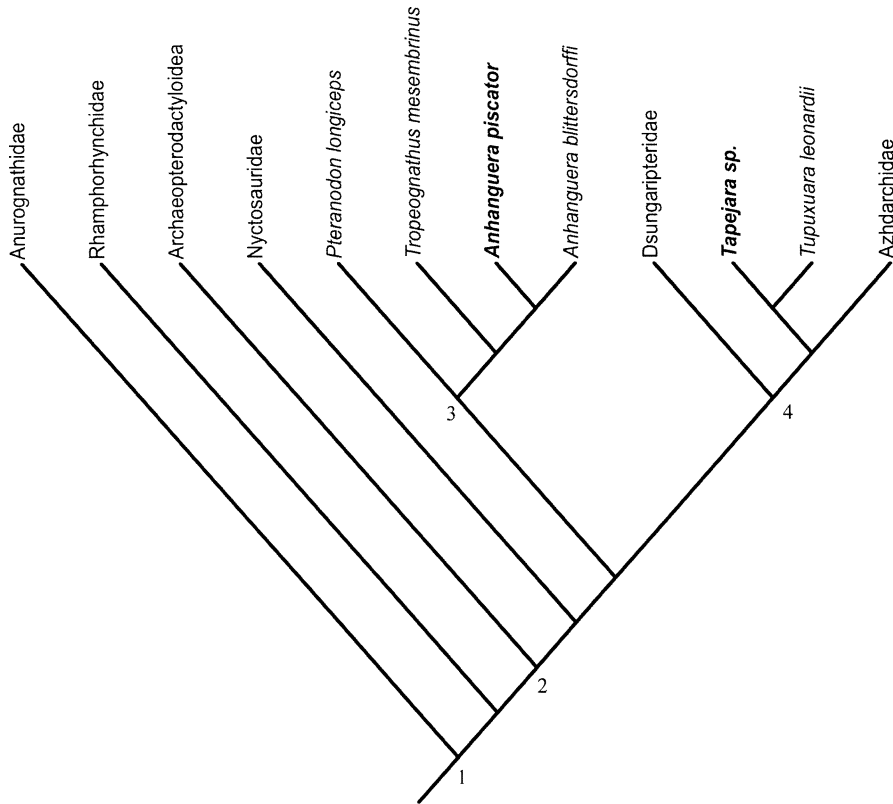 Anurognathidae
Rhamphorhynchidae
Archaeopterodactyloidea
Nyctosauridae
Pteranodon longiceps
Tropeognathus mesembrinus
Anhanguera piscator
Anhanguera blittersdorffi
Dsungaripteridae
Tapejara sp.
Tupuxuara leonardii
Azhdarchidae
3
4
2
1